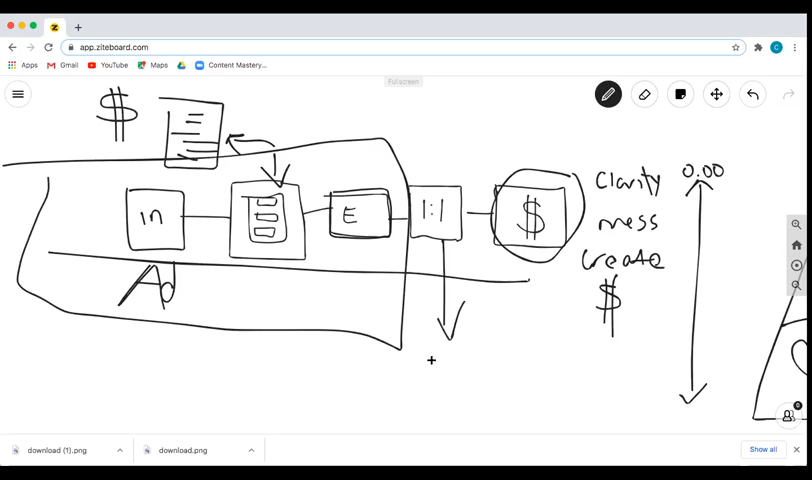 app.ziteboard.com
Apps
Gmail
YouTube
Maps
Content Mastery...
Fullscreen
$
in
E
1:1
$
Clarity
0.00
mess
create
$
Ad
download (1).png
download.png
Show all
C
0